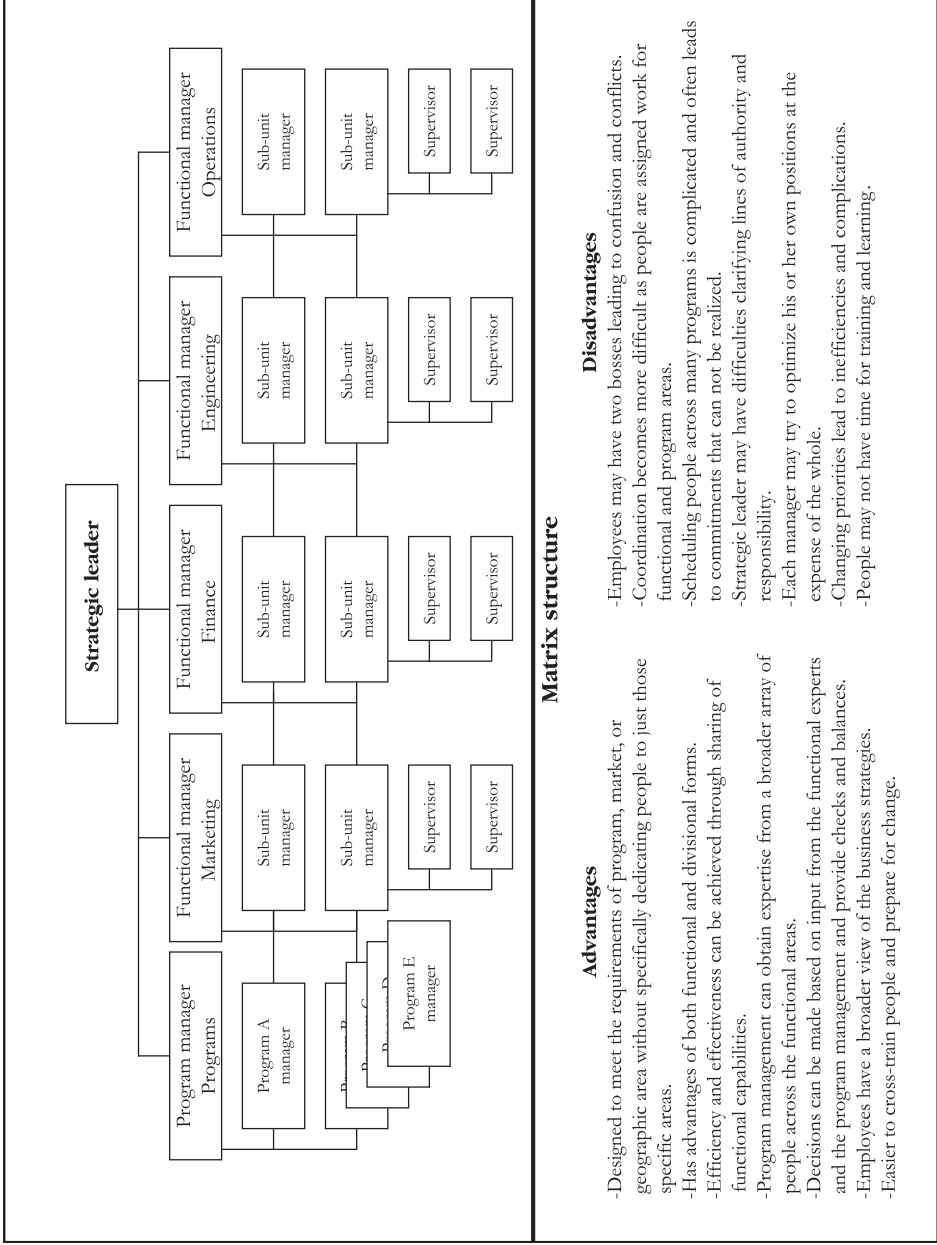 Strategic leader
Program manager
Programs
Functional manager
Marketing
Functional manager
Finance
Functional manager
Engineering
Functional manager
Operations
Program A
manager
Sub-unit
manager
Sub-unit
manager
Sub-unit
manager
Sub-unit
manager
Program E
manager
Sub-unit
manager
Sub-unit
manager
Sub-unit
manager
Sub-unit
manager
Supervisor
Supervisor
Supervisor
Supervisor
Supervisor
Supervisor
Supervisor
Supervisor
Matrix structure
Advantages
-Designed to meet the requirements of program, market, or
geographic area without specifically dedicating people to just those
specific areas.
-Has advantages of both functional and divisional forms.
-Efficiency and effectiveness can be achieved through sharing of
functional capabilities.
-Program management can obtain expertise from a broader array of
people across the functional areas.
-Decisions can be made based on input from the functional experts
and the program management and provide checks and balances.
-Employees have a broader view of the business strategies.
-Easier to cross-train people and prepare for change.
Disadvantages
-Employees may have two bosses leading to confusion and conflicts.
-Coordination becomes more difficult as people are assigned work for
functional and program areas.
-Scheduling people across many programs is complicated and often leads
to commitments that can not be realized.
-Strategic leader may have difficulties clarifying lines of authority and
responsibility.
-Each manager may try to optimize his or her own positions at the
expense of the whole.
-Changing priorities lead to inefficiencies and complications.
-People may not have time for training and learning.